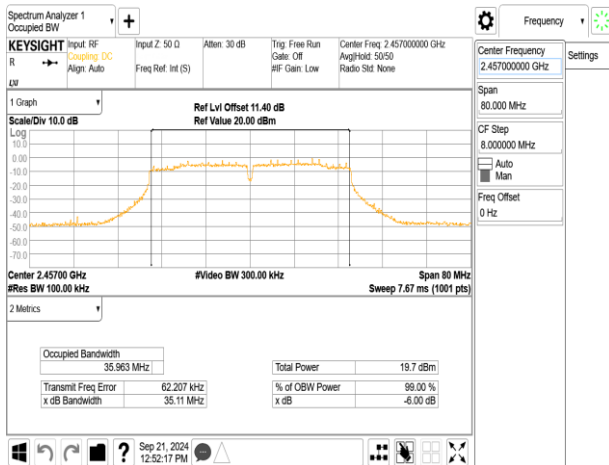 Spectrum Analyzer 1
Occupied BW
Frequency
KEYSIGHT
R
LXI
Input: RF
Coupling: DC
Align: Auto
Input Z: 50 Ω
Freq Ref: Int (S)
Atten: 30 dB
Trig: Free Run
Gate: Off
#IF Gain: Low
Center Freq: 2.457000000 GHz
Avg|Hold: 50/50
Radio Std: None
Center Frequency
2.457000000 GHz
Settings
Span
80.000 MHz
CF Step
8.000000 MHz
Auto
Man
Freq Offset
0 Hz
1 Graph
Scale/Div 10.0 dB
Ref Lvl Offset 11.40 dB
Ref Value 20.00 dBm
Log
10.0
0.00
-10.0
-20.0
-30.0
-40.0
-50.0
-60.0
-70.0
Center 2.45700 GHz
#Res BW 100.00 kHz
#Video BW 300.00 kHz
Span 80 MHz
Sweep 7.67 ms (1001 pts)
2 Metrics
Occupied Bandwidth
35.963 MHz
Total Power 19.7 dBm
Transmit Freq Error 62.207 kHz
% of OBW Power 99.00 %
x dB Bandwidth 35.11 MHz
x dB -6.00 dB
?
Sep 21, 2024
12:52:17 PM